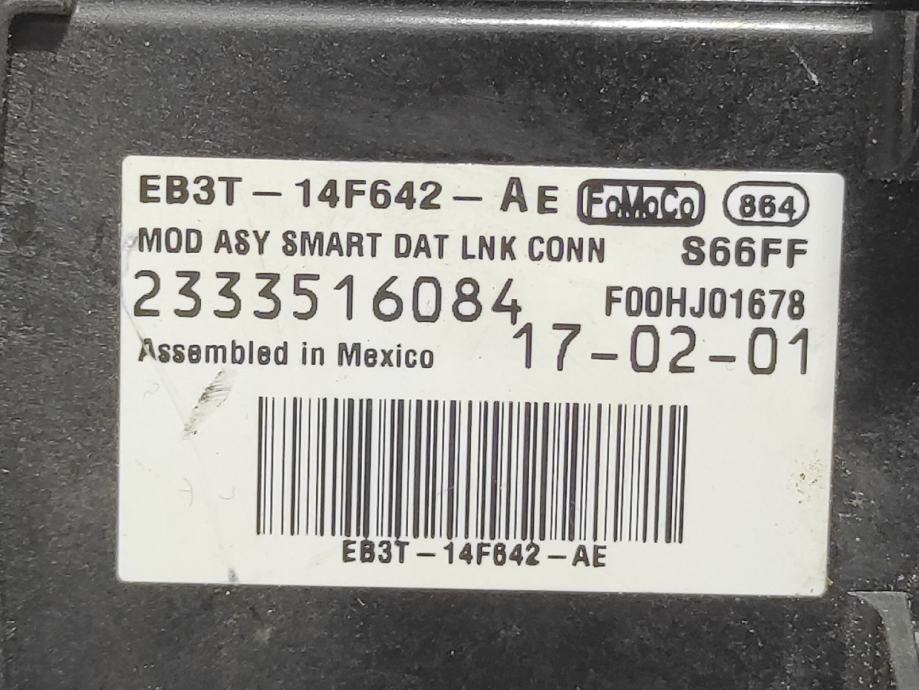 EB3T-14F642-AE FoMoCo 864
MOD ASY SMART DAT LNK CONN S66FF
2333516084 F00HJ01678
Assembled in Mexico 17-02-01
EB3T-14F642-AE